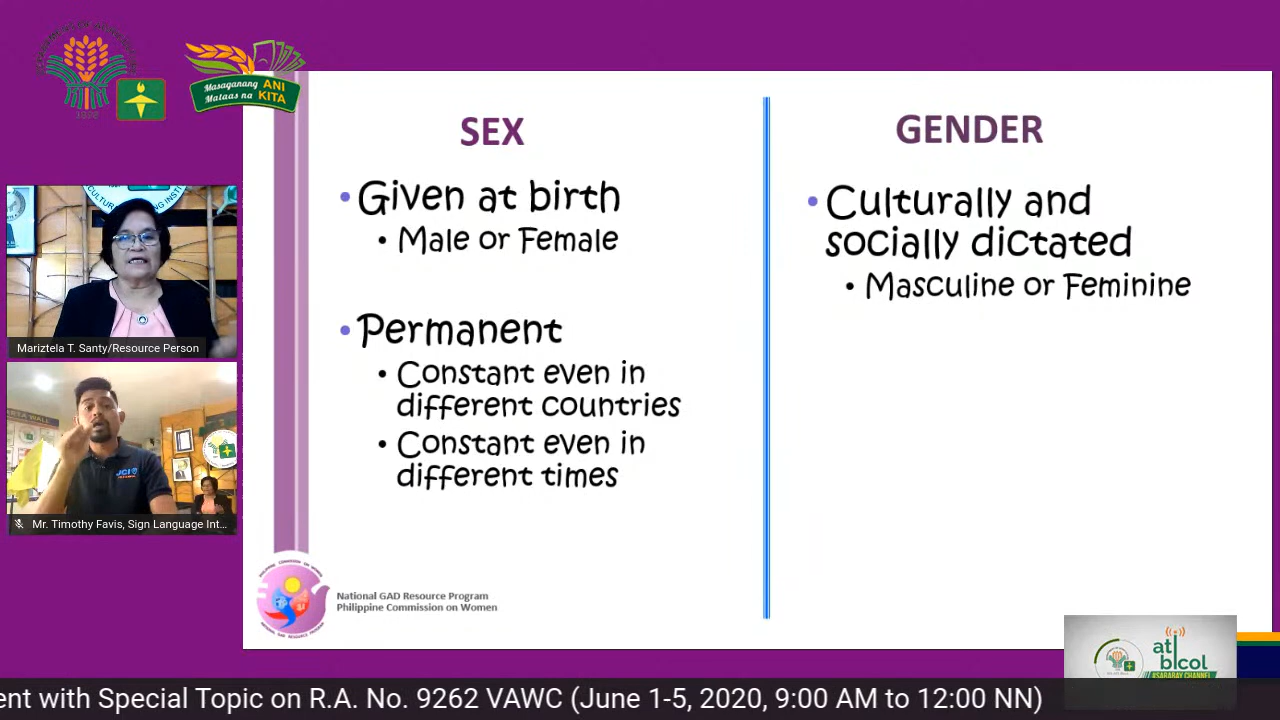 Masaganang ANI
Mataas na KITA
SEX
• Given at birth
• Male or Female
• Permanent
• Constant even in
different countries
• Constant even in
different times
GENDER
• Culturally and
socially dictated
• Masculine or Feminine
Mariztela T. Santy/Resource Person
JCI
Mr. Timothy Favis, Sign Language Int...
National GAD Resource Program
Philippine Commission on Women
ati
bicol
#SARABAY CHANNEL
ent with Special Topic on R.A. No. 9262 VAWC (June 1-5, 2020, 9:00 AM to 12:00 NN)